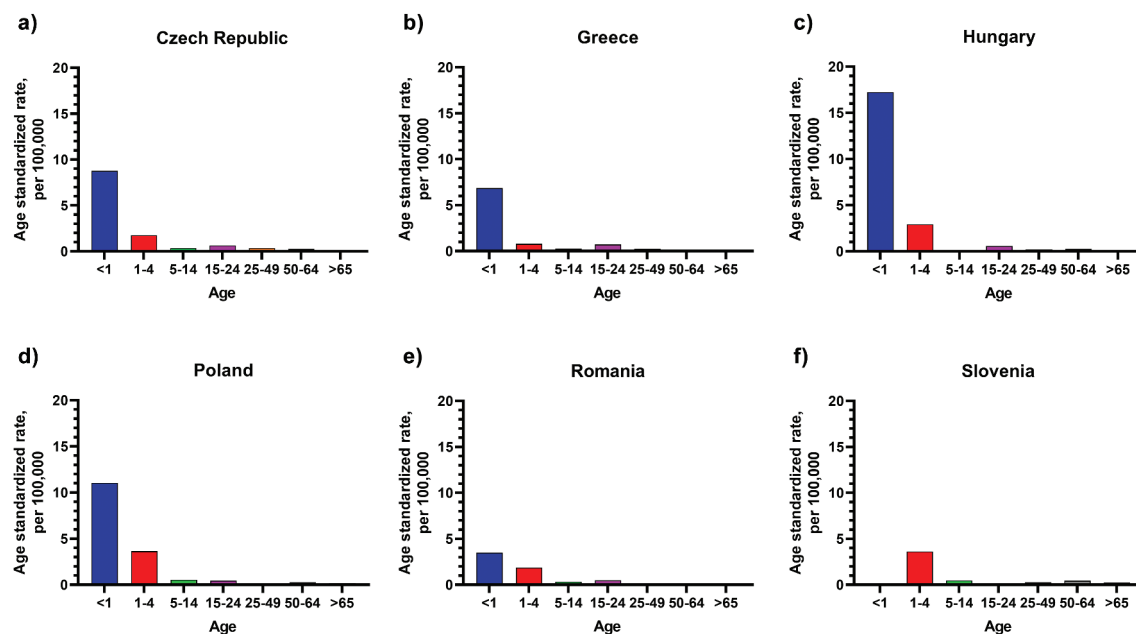 a)
Czech Republic
Age standardized rate,
per 100,000
20
15
10
5
0
<1 1-4 5-14 15-24 25-49 50-64 >65
Age
b)
Greece
Age standardized rate,
per 100,000
20
15
10
5
0
<1 1-4 5-14 15-24 25-49 50-64 >65
Age
c)
Hungary
Age standardized rate,
per 100,000
20
15
10
5
0
<1 1-4 5-14 15-24 25-49 50-64 >65
Age
d)
Poland
Age standardized rate,
per 100,000
20
15
10
5
0
<1 1-4 5-14 15-24 25-49 50-64 >65
Age
e)
Romania
Age standardized rate,
per 100,000
20
15
10
5
0
<1 1-4 5-14 15-24 25-49 50-64 >65
Age
f)
Slovenia
Age standardized rate,
per 100,000
20
15
10
5
0
<1 1-4 5-14 15-24 25-49 50-64 >65
Age